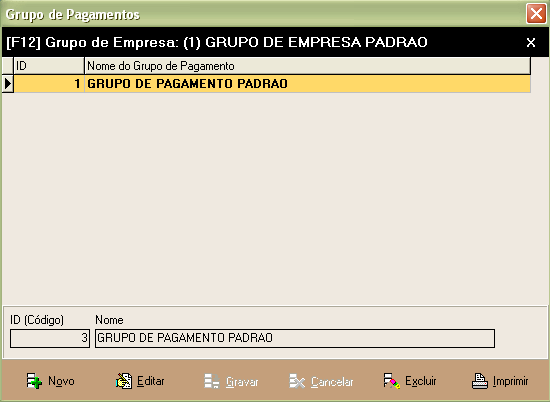 Grupo de Pagamentos
[F12] Grupo de Empresa: (1) GRUPO DE EMPRESA PADRAO X
ID Nome do Grupo de Pagamento
1 GRUPO DE PAGAMENTO PADRAO
ID (Código) Nome
3 GRUPO DE PAGAMENTO PADRAO
Novo Editar Gravar Cancelar Excluir Imprimir